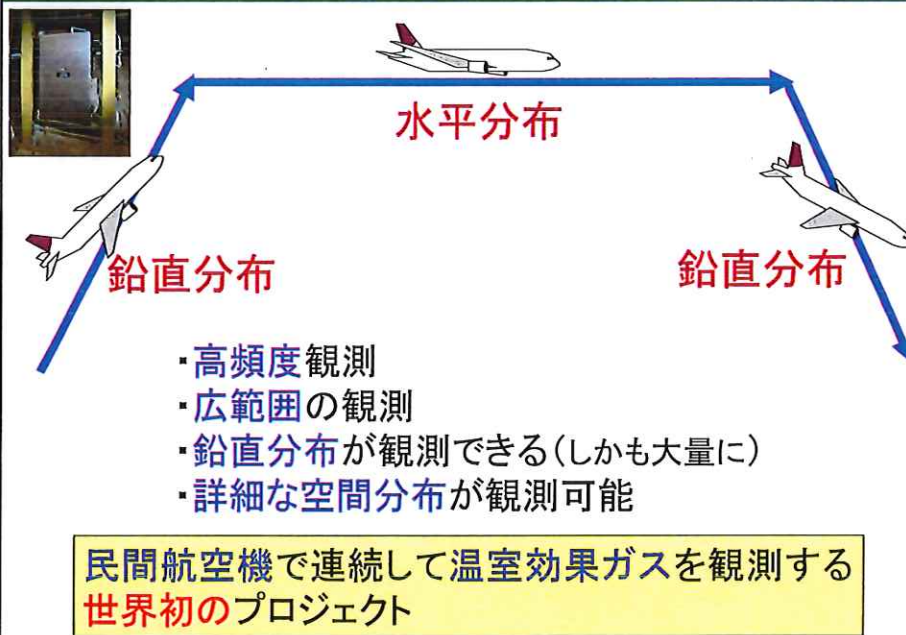 水平分布
鉛直分布
鉛直分布
・高頻度観測
・広範囲の観測
・鉛直分布が観測できる(しかも大量に)
・詳細な空間分布が観測可能
民間航空機で連続して温室効果ガスを観測する
世界初のプロジェクト